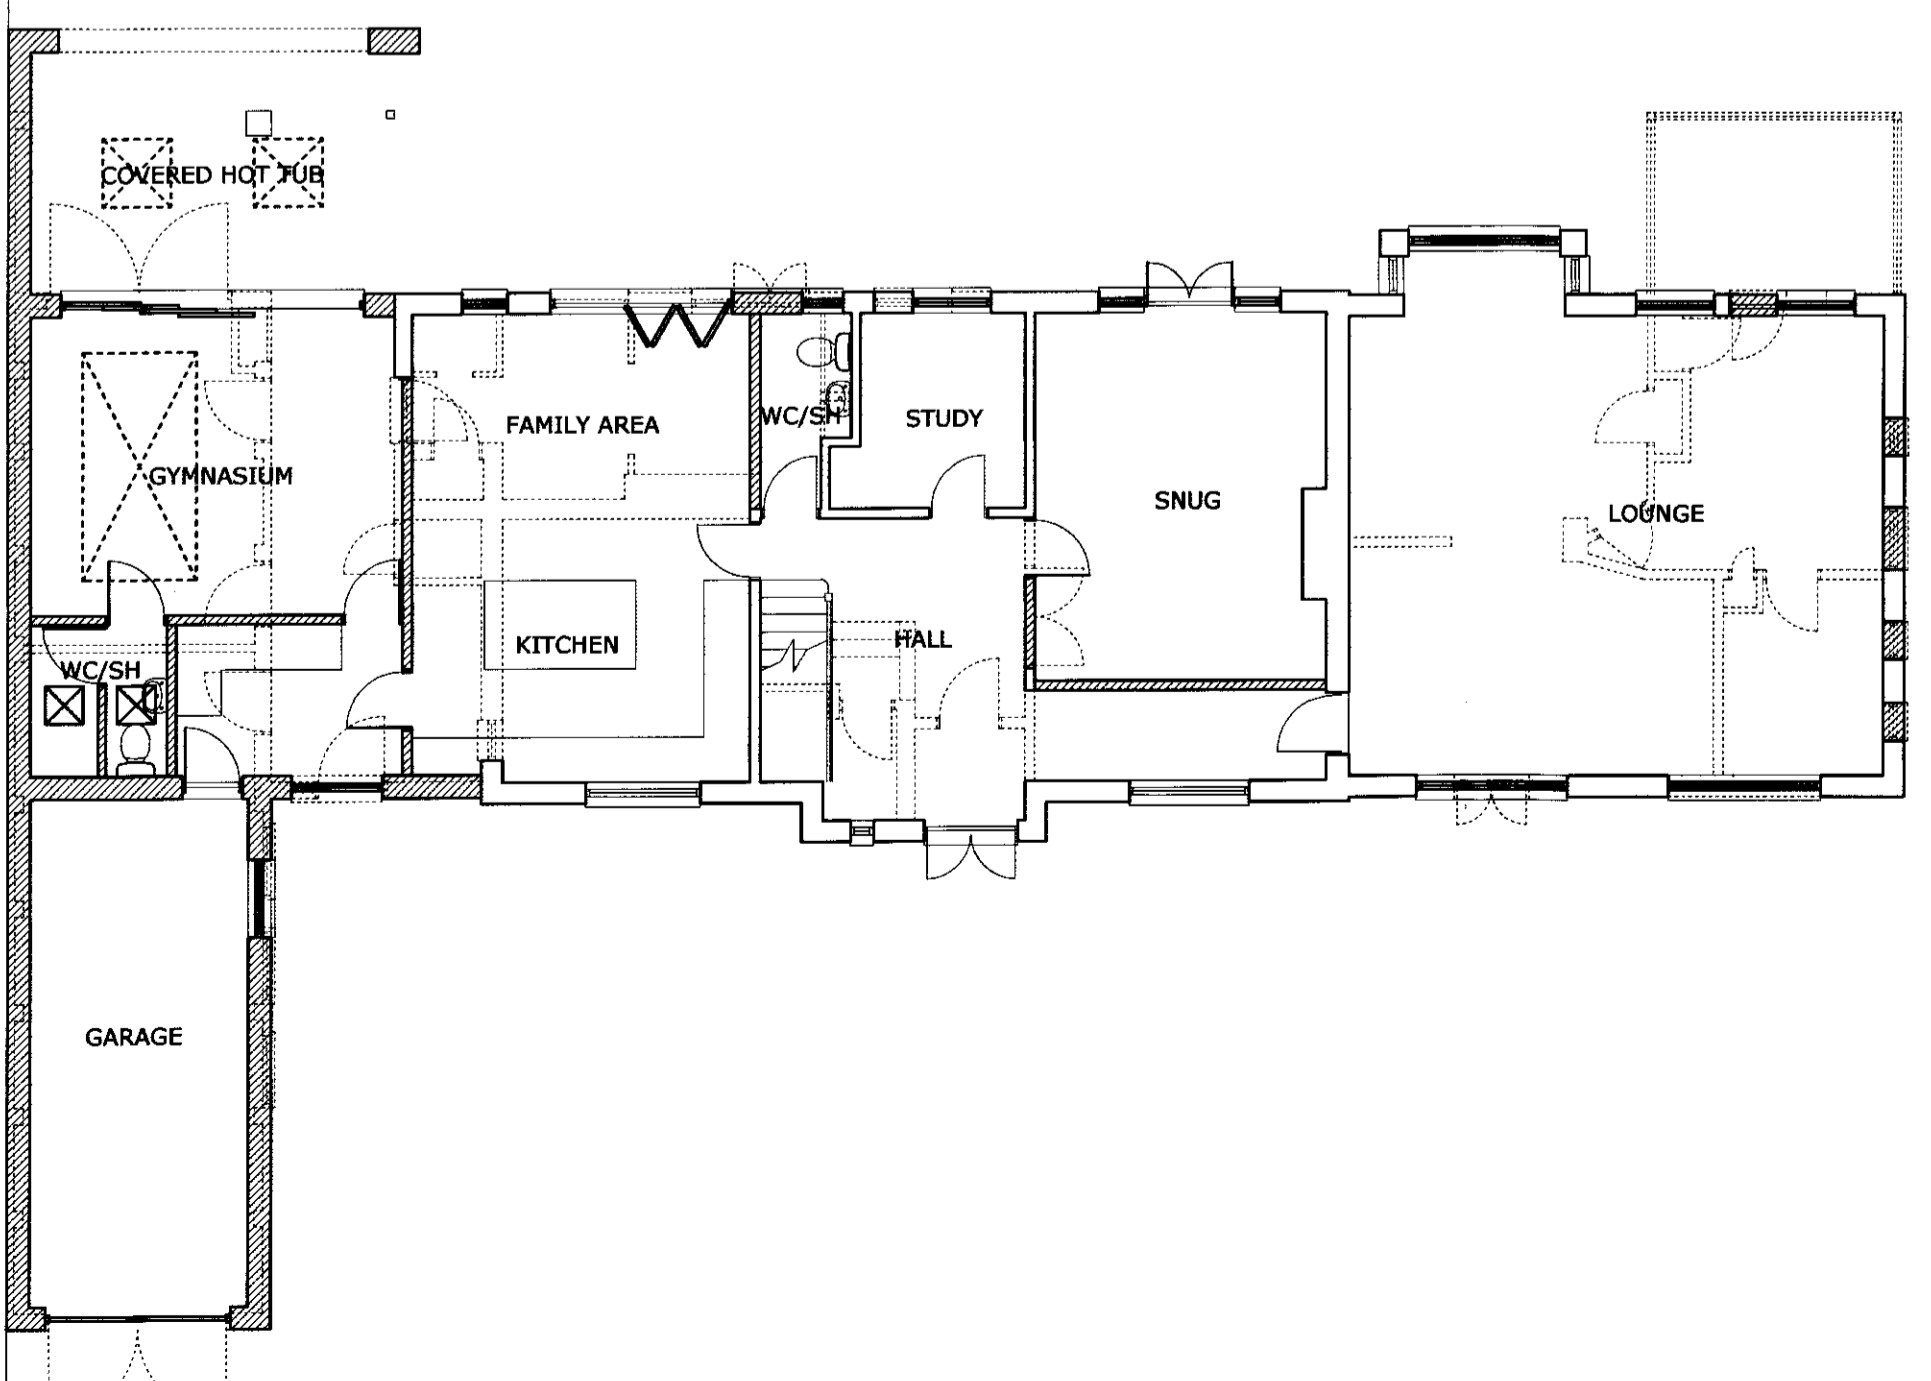 COVERED HOT TUB
FAMILY AREA
WC/SH
STUDY
GYMNASIUM
SNUG
LOUNGE
KITCHEN
HALL
WC/SH
GARAGE